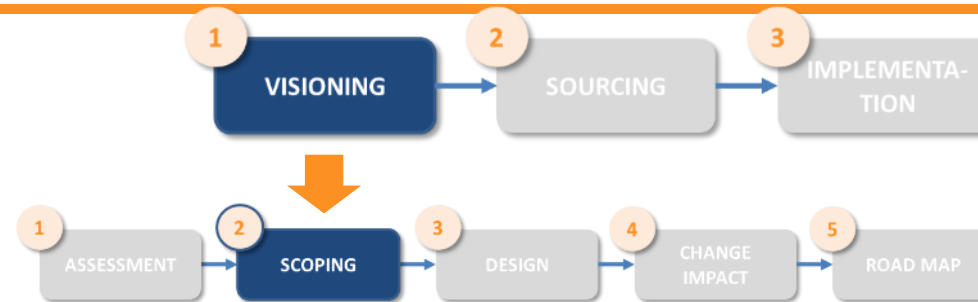 1
VISIONING
2
SOURCING
3
IMPLEMENTA-
TION
1
ASSESSMENT
2
SCOPING
3
DESIGN
4
CHANGE
IMPACT
5
ROAD MAP